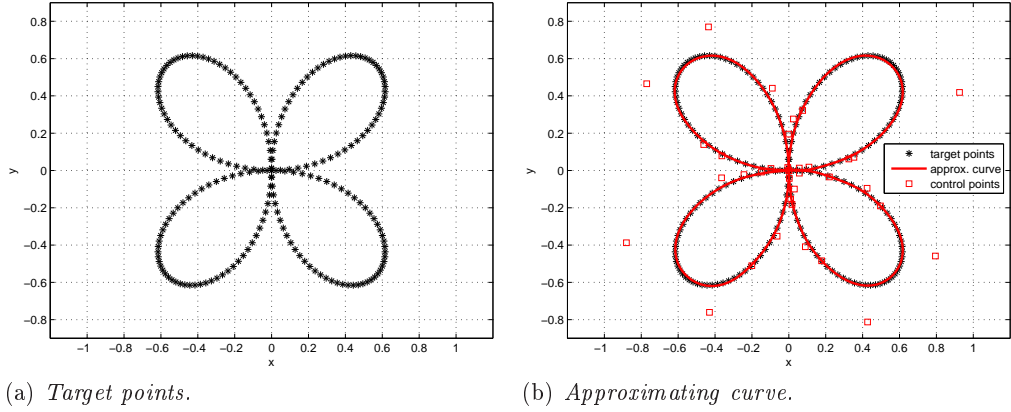 0.8
0.6
0.4
0.2
0
−0.2
−0.4
−0.6
−0.8
y
−1 −0.8 −0.6 −0.4 −0.2 0 0.2 0.4 0.6 0.8 1
x
(a) Target points.
0.8
0.6
0.4
0.2
0
−0.2
−0.4
−0.6
−0.8
y
target points
approx. curve
control points
−1 −0.8 −0.6 −0.4 −0.2 0 0.2 0.4 0.6 0.8 1
x
(b) Approximating curve.